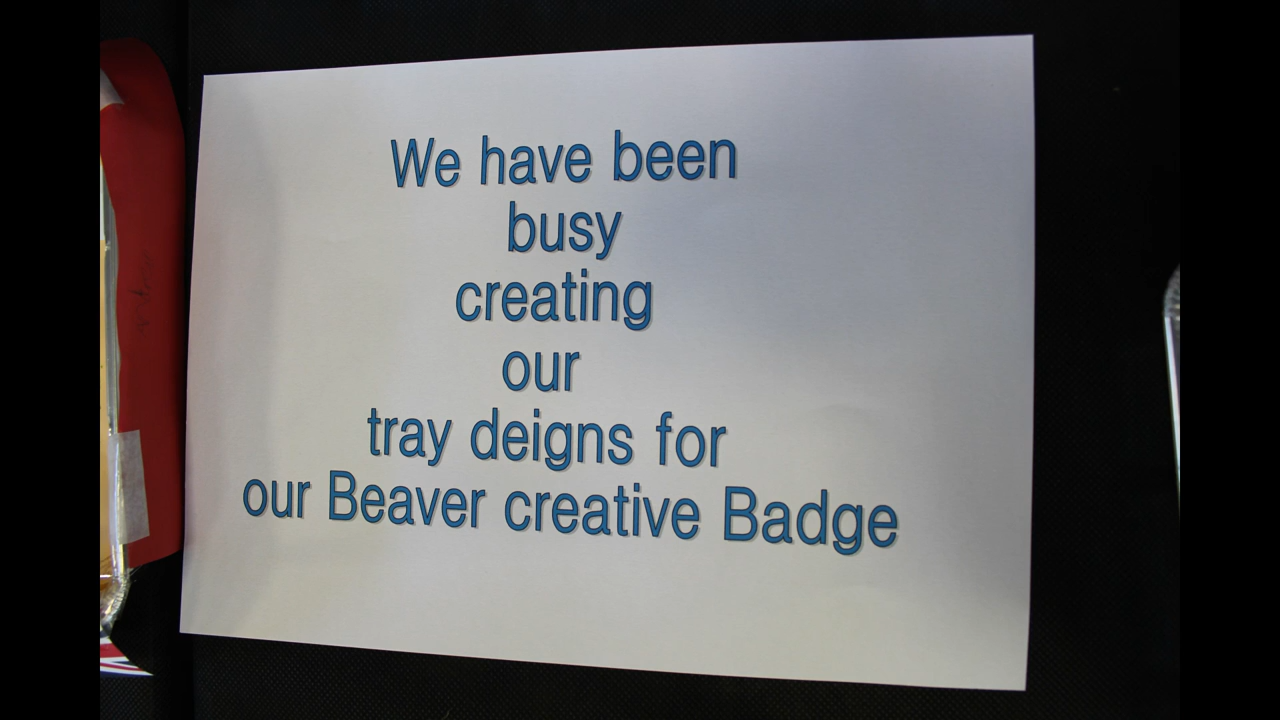 We have been
busy
creating
our
tray deigns for
our Beaver creative Badge